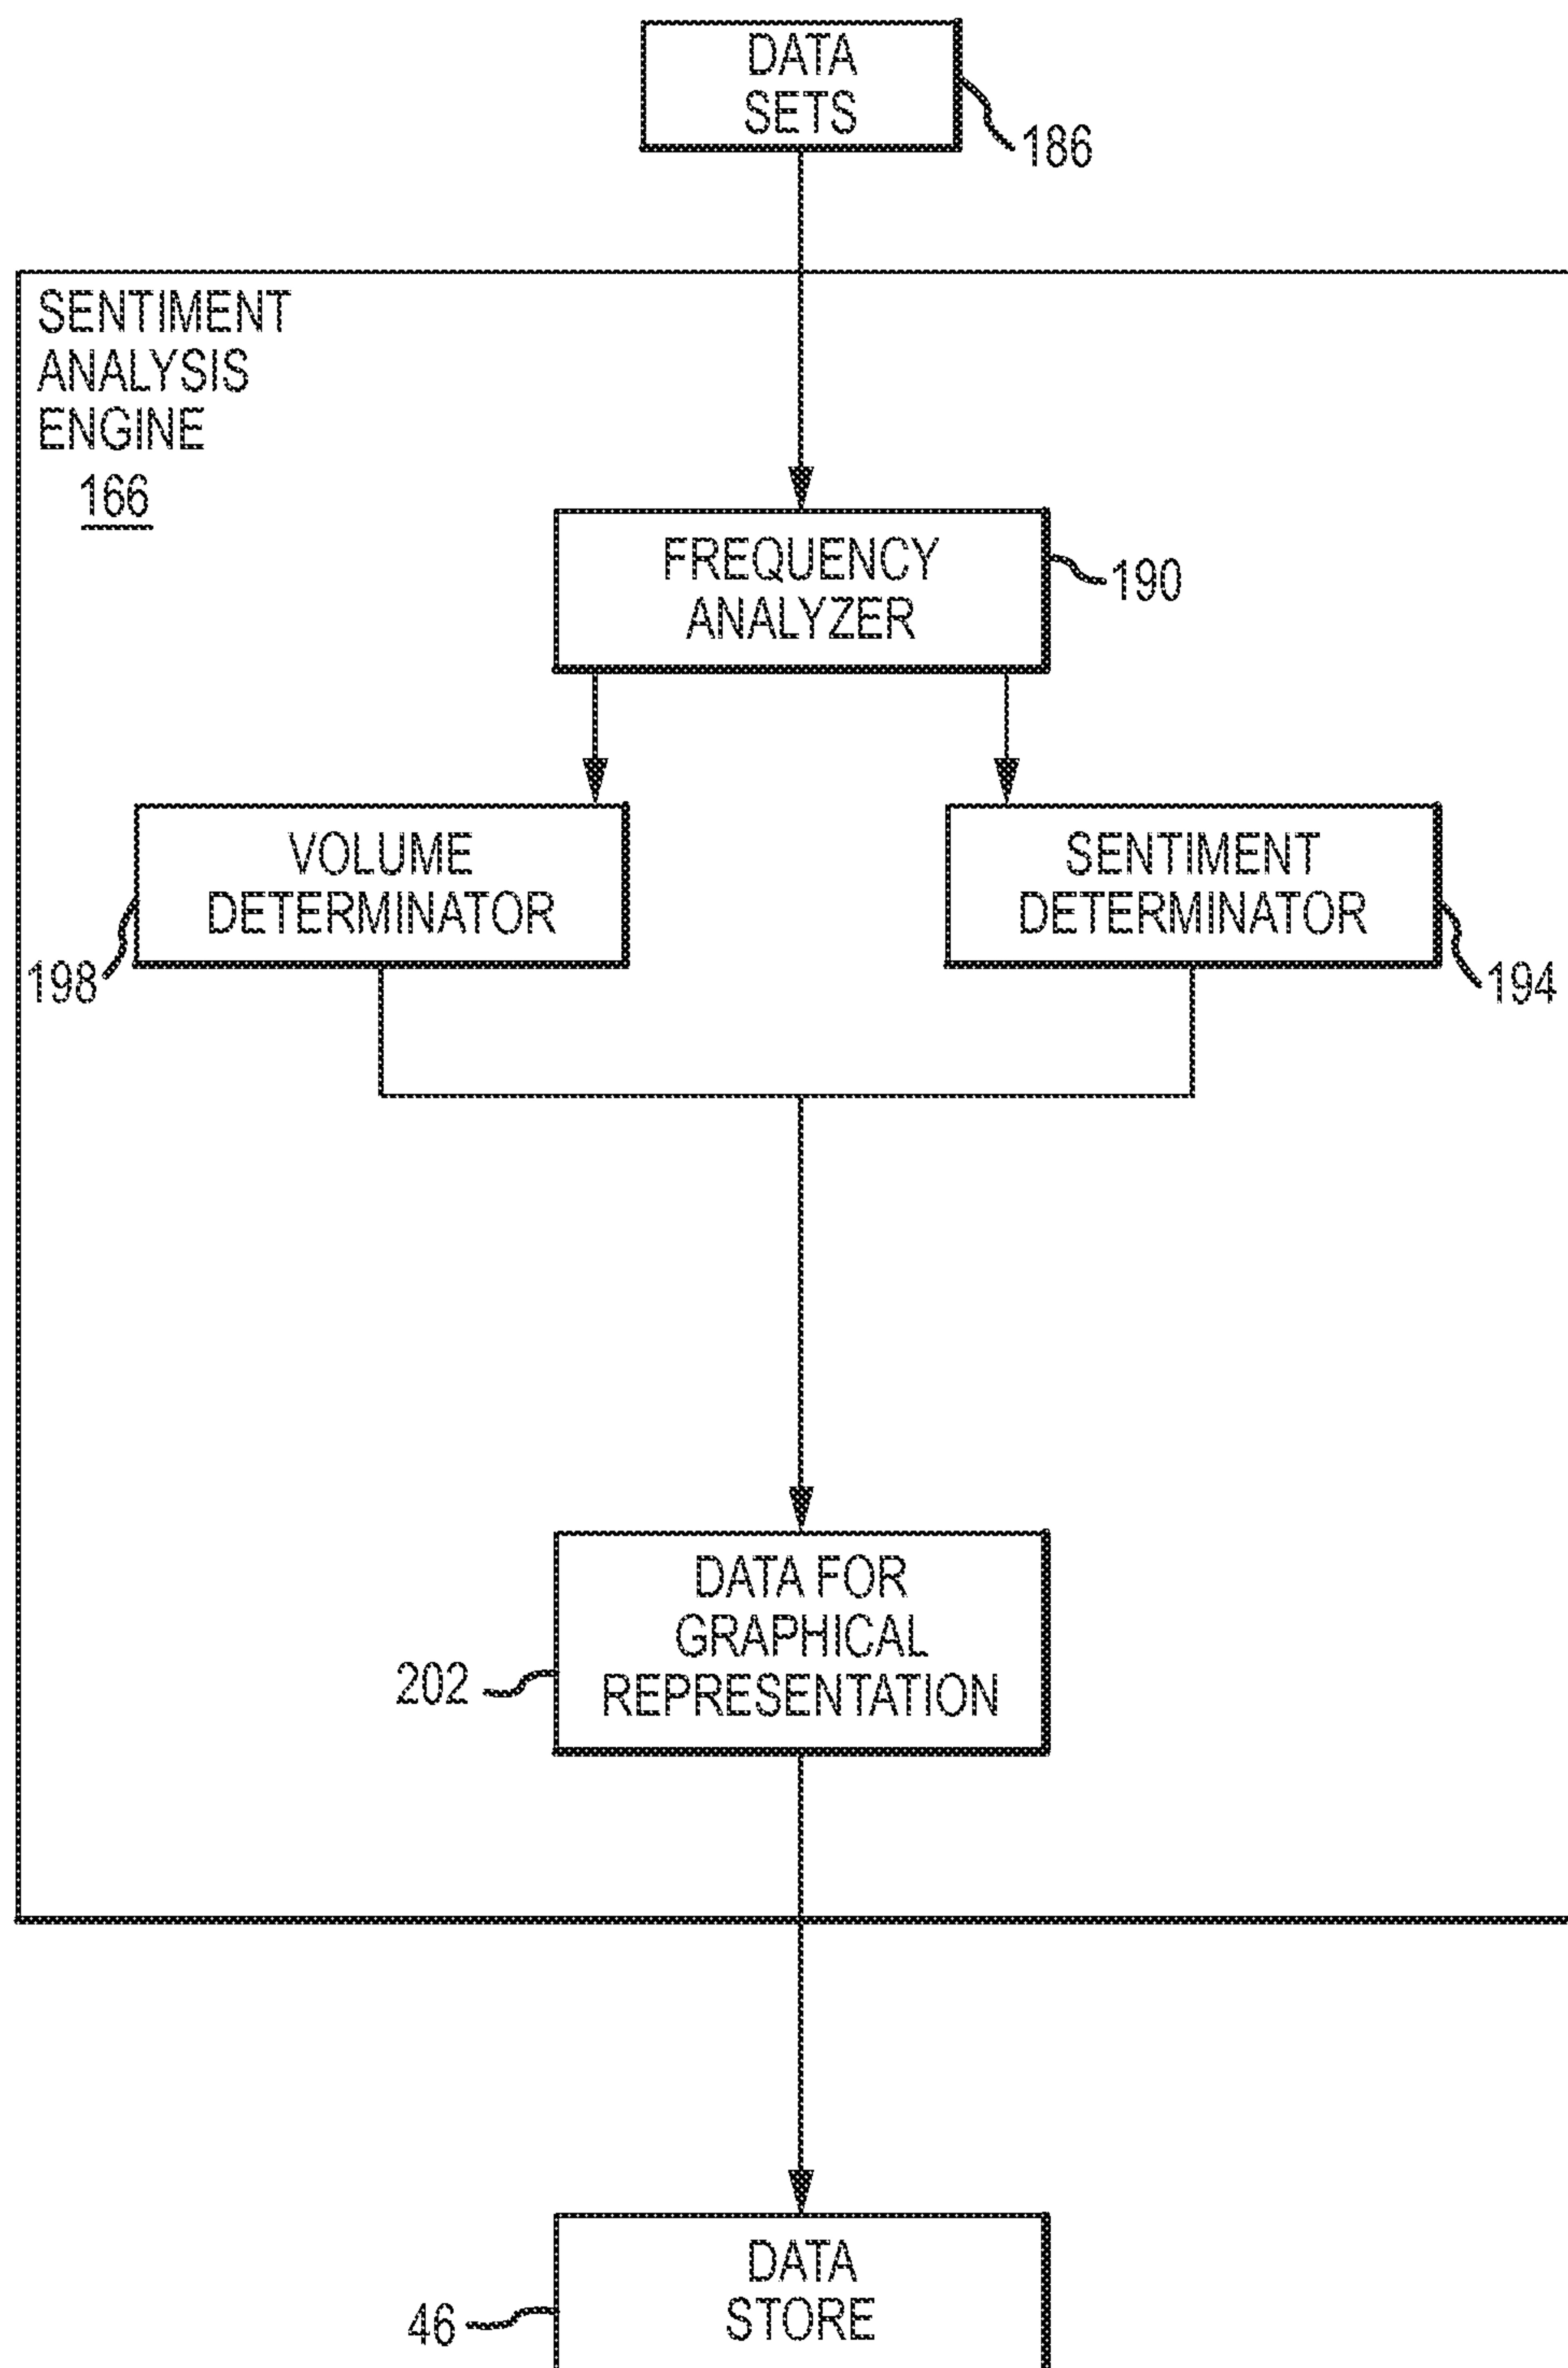 DATA
SETS
186
SENTIMENT
ANALYSIS
ENGINE
166
FREQUENCY
ANALYZER
190
VOLUME
DETERMINATOR
198
SENTIMENT
DETERMINATOR
194
DATA FOR
GRAPHICAL
REPRESENTATION
202
DATA
STORE
46